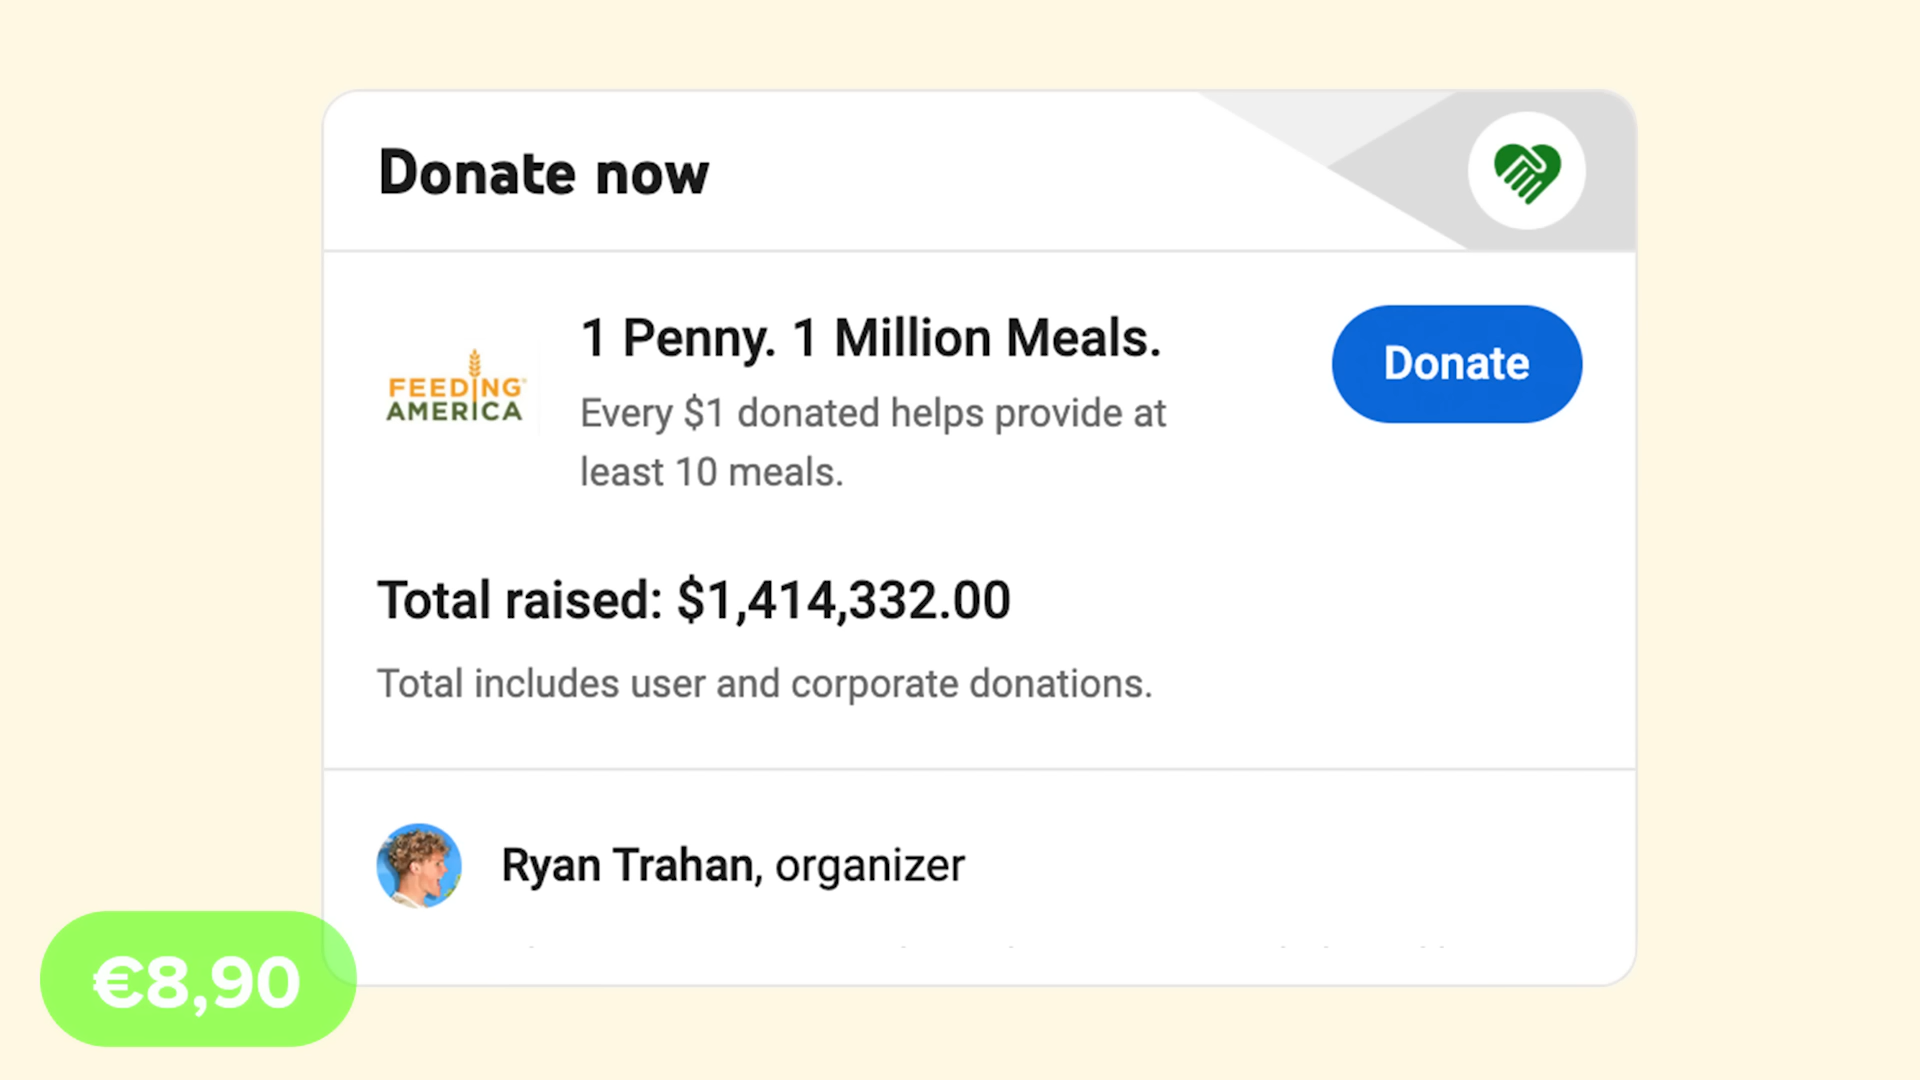 Donate now
FEEDING
AMERICA
1 Penny. 1 Million Meals.
Every $1 donated helps provide at
least 10 meals.
Donate
Total raised: $1,414,332.00
Total includes user and corporate donations.
Ryan Trahan, organizer
€8,90